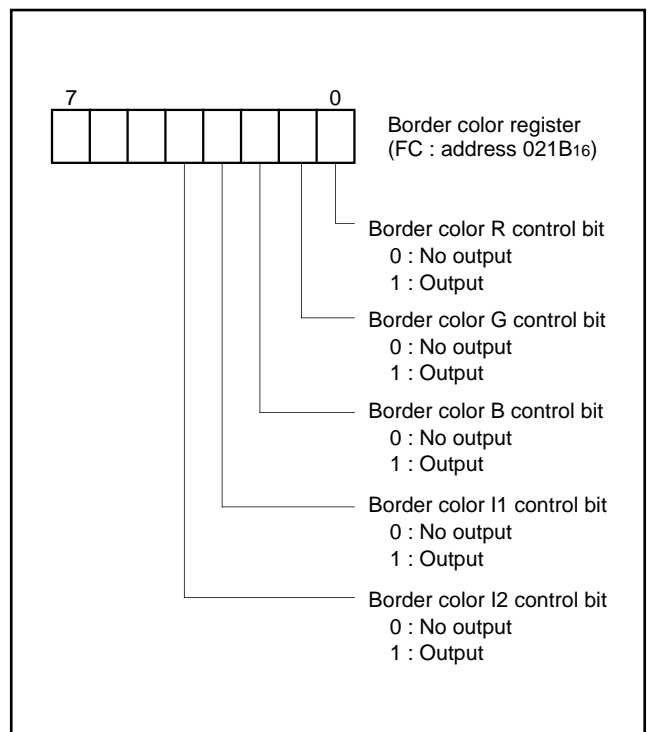 7 0
Border color register
(FC : address 021B16)
Border color R control bit
0 : No output
1 : Output
Border color G control bit
0 : No output
1 : Output
Border color B control bit
0 : No output
1 : Output
Border color I1 control bit
0 : No output
1 : Output
Border color I2 control bit
0 : No output
1 : Output